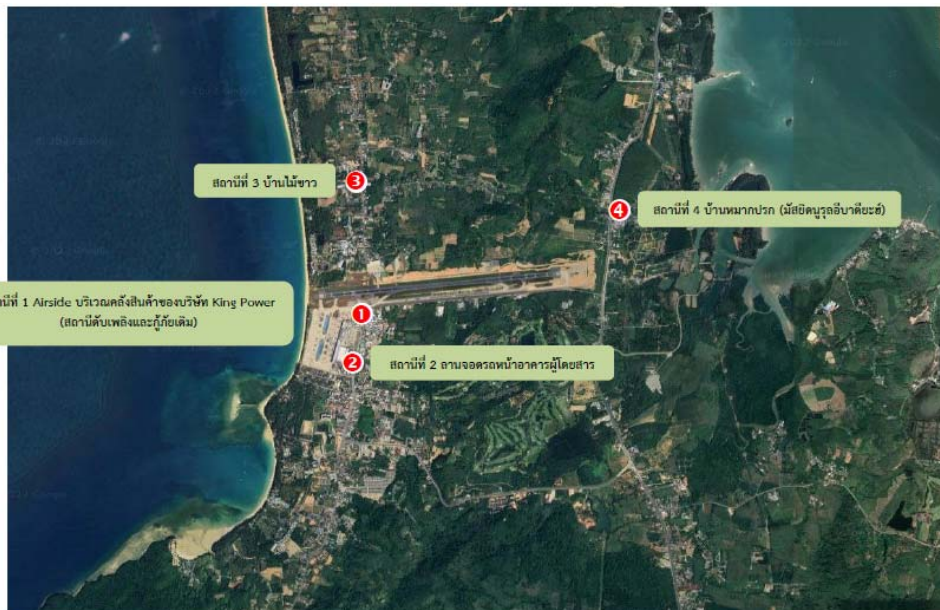 สถานีที่ 3 บ้านไม้ขาว
3
4
สถานีที่ 4 บ้านหมากปรก (มัสยิดนูรุลอีบาดียะฮ์)
นีที่ 1 Airside บริเวณคลังสินค้าของบริษัท King Power
(สถานีดับเพลิงและกู้ภัยเดิม)
1
2
สถานีที่ 2 ลานจอดรถหน้าอาคารผู้โดยสาร